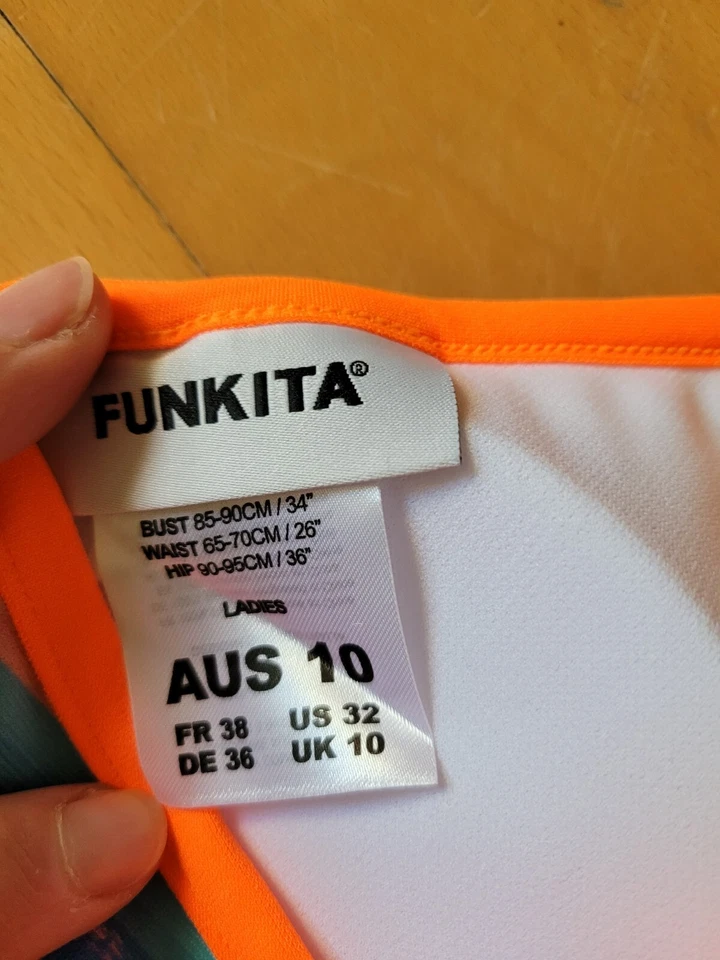 FUNKITA®
BUST 85-90CM / 34"
WAIST 65-70CM / 26"
HIP 90-95CM / 36"
LADIES
AUS 10
FR 38 US 32
DE 36 UK 10